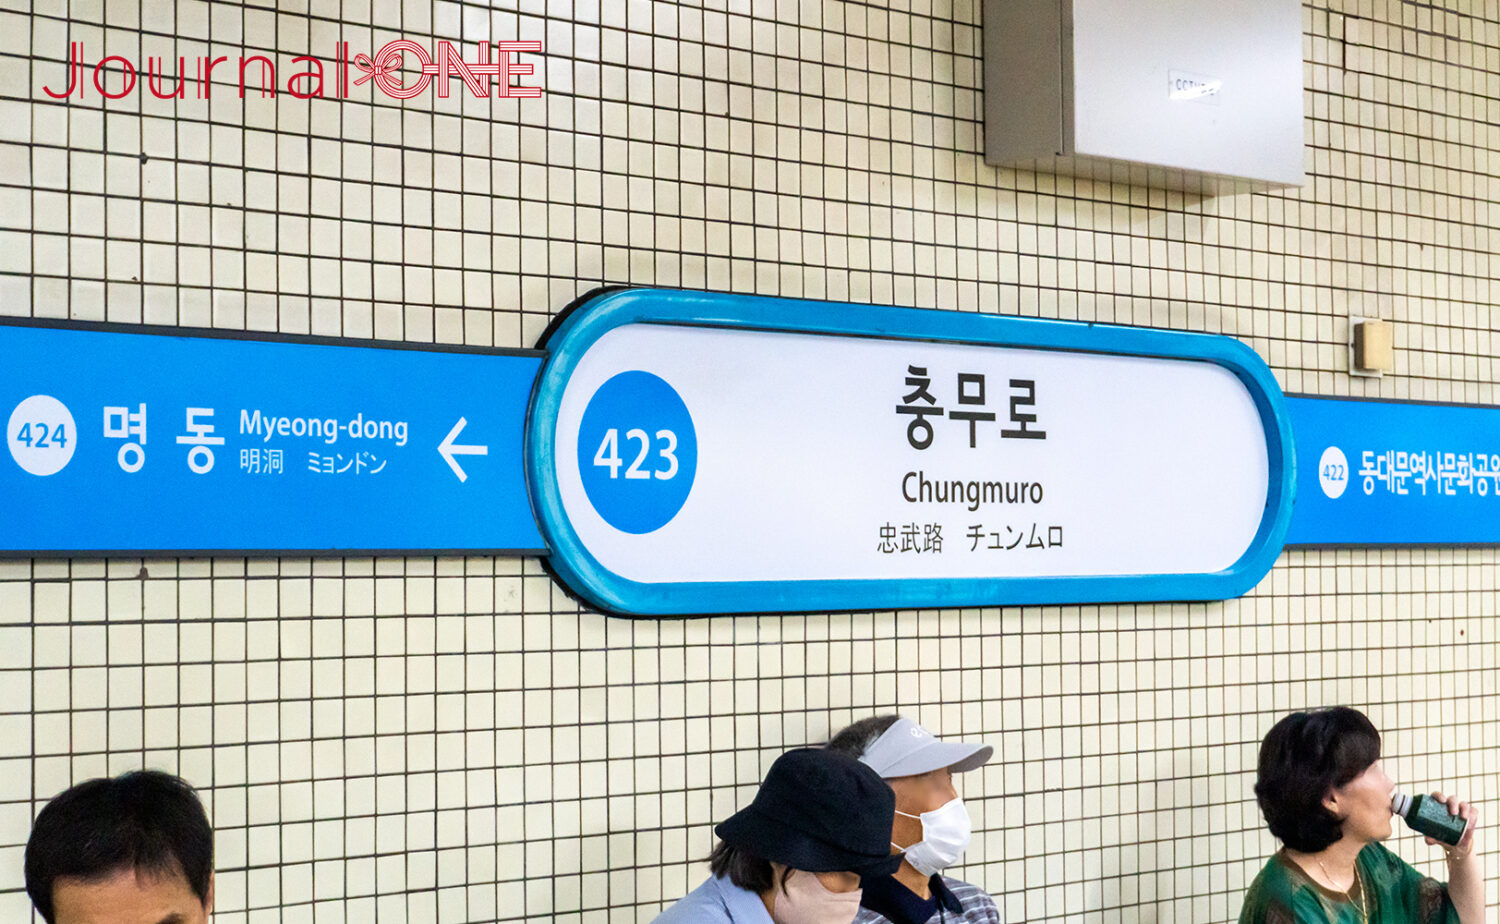 Journal ONE
424
명동
Myeong-dong
明洞 ミョンドン
←
423
충무로
Chungmuro
忠武路 チュンムロ
422
동대문역사문화공원